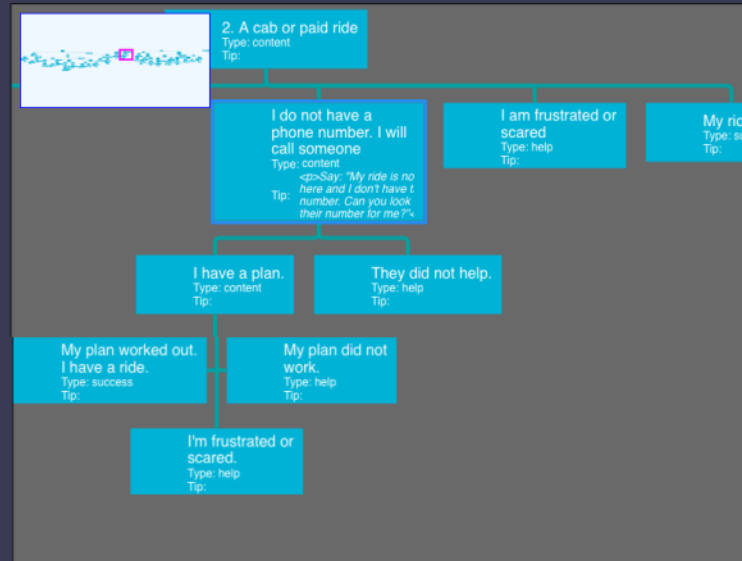 2. A cab or paid ride
Type: content
Tip:
I do not have a
phone number. I will
call someone
Type: content
Tip:
<p>Say: "My ride is no
here and I don't have t
number. Can you look
their number for me?"<
I am frustrated or
scared
Type: help
Tip:
My ric
Type: su
Tip:
I have a plan.
Type: content
Tip:
They did not help.
Type: help
Tip:
My plan worked out.
I have a ride.
Type: success
Tip:
My plan did not
work.
Type: help
Tip:
I'm frustrated or
scared.
Type: help
Tip: